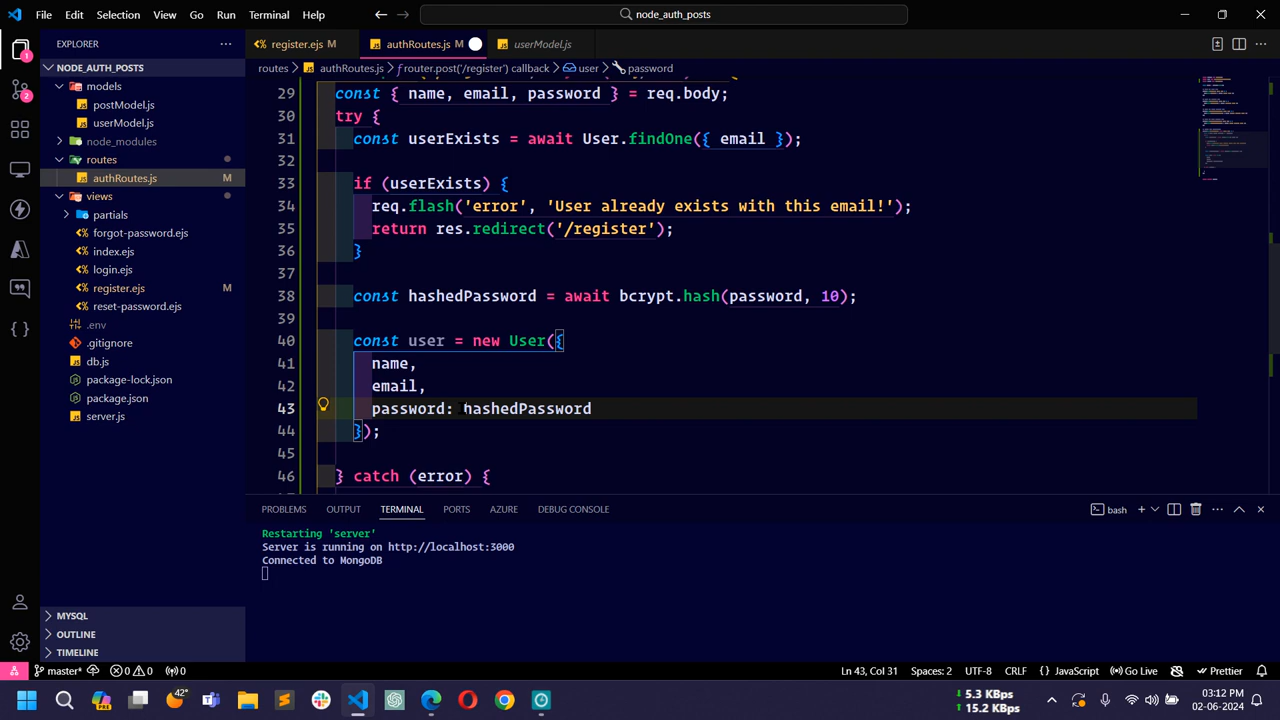 File Edit Selection View Go Run Terminal Help
node_auth_posts
EXPLORER
register.ejs M
authRoutes.js M
userModel.js
NODE_AUTH_POSTS
routes > authRoutes.js > router.post('/register') callback > user > password
models
postModel.js
userModel.js
node_modules
routes
authRoutes.js M
views
partials
forgot-password.ejs
index.ejs
login.ejs
register.ejs M
reset-password.ejs
.env
.gitignore
db.js
package-lock.json
package.json
server.js
MYSQL
OUTLINE
TIMELINE
29 const { name, email, password } = req.body;
30 try {
31 const userExists = await User.findOne({ email });
32
33 if (userExists) {
34 req.flash('error', 'User already exists with this email!');
35 return res.redirect('/register');
36 }
37
38 const hashedPassword = await bcrypt.hash(password, 10);
39
40 const user = new User({
41 name,
42 email,
43 password: hashedPassword
44 });
45
46 } catch (error) {
PROBLEMS OUTPUT TERMINAL PORTS AZURE DEBUG CONSOLE
bash
Restarting 'server'
Server is running on http://localhost:3000
Connected to MongoDB
master* 0 0 0 Ln 43, Col 31 Spaces: 2 UTF-8 CRLF { } JavaScript Go Live Prettier
42°
5.3 KBps
15.2 KBps
03:12 PM
02-06-2024